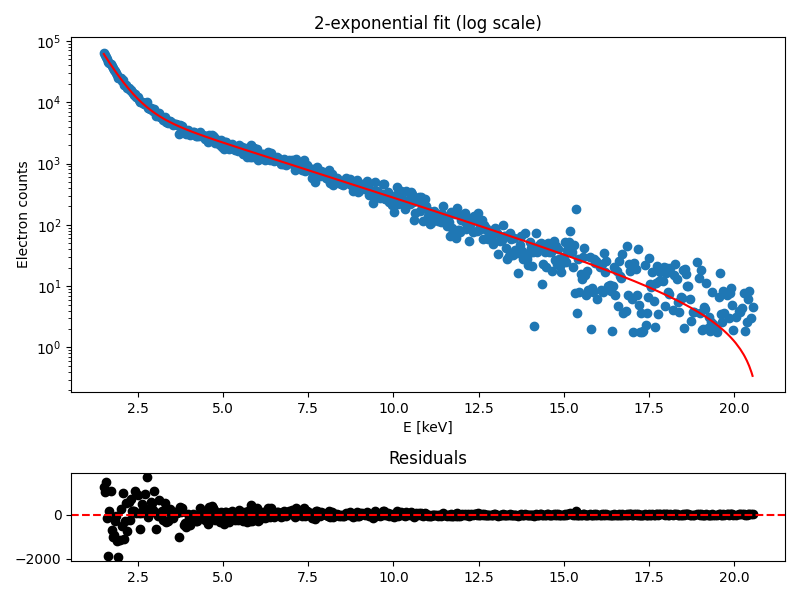 2-exponential fit (log scale)
10^5
10^4
10^3
10^2
10^1
10^0
Electron counts
2.5 5.0 7.5 10.0 12.5 15.0 17.5 20.0
E [keV]
Residuals
0
−2000
2.5 5.0 7.5 10.0 12.5 15.0 17.5 20.0